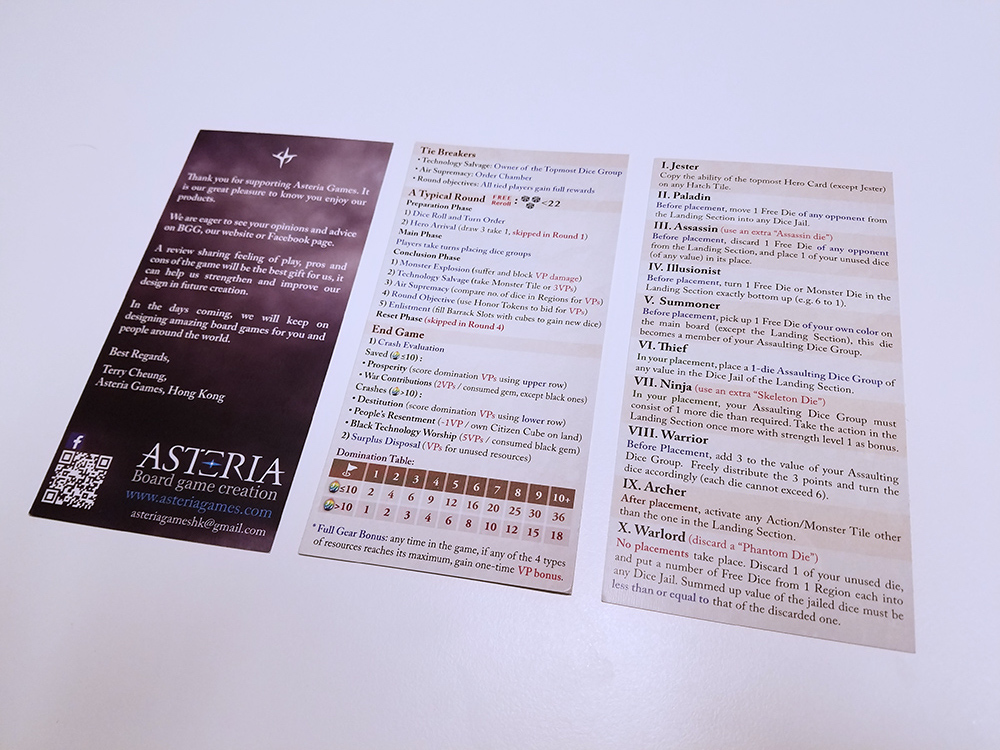 Thank you for supporting Asteria Games. It
is our great pleasure to know you enjoy our
products.
We are eager to see your opinions and advice
on BGG, our website or Facebook page.
A review sharing feeling of play, pros and
cons of the game will be the best gift for us, it
can help us strengthen and improve our
design in future creation.
In the days coming, we will keep on
designing amazing board games for you and
people around the world.
Best Regards,
Terry Cheung,
Asteria Games, Hong Kong
f
ASTERIA
Board game creation
www.asteriagames.com
asteriagameshk@gmail.com
Tie Breakers
• Technology Salvage: Owner of the Topmost Dice Group
• Air Supremacy: Order Chamber
• Round objectives: All tied players gain full rewards
A Typical Round FREE Reroll : <22
Preparation Phase
1) Dice Roll and Turn Order
2) Hero Arrival (draw 3 take 1, skipped in Round 1)
Main Phase
Players take turns placing dice groups
Conclusion Phase
1) Monster Explosion (suffer and block VP damage)
2) Technology Salvage (take Monster Tile or 3VPs)
3) Air Supremacy (compare no. of dice in Regions for VPs)
4) Round Objective (use Honor Tokens to bid for VPs)
5) Enlistment (fill Barrack Slots with cubes to gain new dice)
Reset Phase (skipped in Round 4)
End Game
1) Crash Evaluation
Saved (≤10) :
• Prosperity (score domination VPs using upper row)
• War Contributions (2VPs / consumed gem, except black ones)
Crashes (>10) :
• Destitution (score domination VPs using lower row)
• People's Resentment (-1VP / own Citizen Cube on land)
• Black Technology Worship (5VPs / consumed black gem)
2) Surplus Disposal (VPs for unused resources)
Domination Table:
1 2 3 4 5 6 7 8 9 10+
≤10 2 4 6 9 12 16 20 25 30 36
>10 1 2 3 4 6 8 10 12 15 18
* Full Gear Bonus: any time in the game, if any of the 4 types
of resources reaches its maximum, gain one-time VP bonus.
I. Jester
Copy the ability of the topmost Hero Card (except Jester)
on any Hatch Tile.
II. Paladin
Before placement, move 1 Free Die of any opponent from
the Landing Section into any Dice Jail.
III. Assassin (use an extra "Assassin die")
Before placement, discard 1 Free Die of any opponent
from the Landing Section, and place 1 of your unused dice
(of any value) in its place.
IV. Illusionist
Before placement, turn 1 Free Die or Monster Die in the
Landing Section exactly bottom up (e.g. 6 to 1).
V. Summoner
Before placement, pick up 1 Free Die of your own color on
the main board (except the Landing Section), this die
becomes a member of your Assaulting Dice Group.
VI. Thief
In your placement, place a 1-die Assaulting Dice Group of
any value in the Dice Jail of the Landing Section.
VII. Ninja (use an extra "Skeleton Die")
In your placement, your Assaulting Dice Group must
consist of 1 more die than required. Take the action in the
Landing Section once more with strength level 1 as bonus.
VIII. Warrior
Before Placement, add 3 to the value of your Assaulting
Dice Group. Freely distribute the 3 points and turn the
dice accordingly (each die cannot exceed 6).
IX. Archer
After placement, activate any Action/Monster Tile other
than the one in the Landing Section.
X. Warlord (discard a "Phantom Die")
No placements take place. Discard 1 of your unused die,
and put a number of Free Dice from 1 Region each into
any Dice Jail. Summed up value of the jailed dice must be
less than or equal to that of the discarded one.